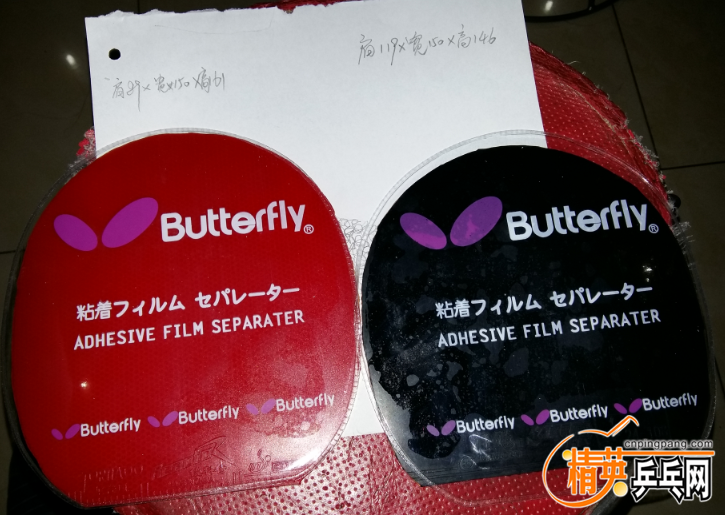 肩119x宽150x高146
Butterfly®
粘着フィルム セパレーター
ADHESIVE FILM SEPARATER
Butterfly Butterfly Butterfly
Butterfly®
粘着フィルム セパレーター
ADHESIVE FILM SEPARATER
Butterfly Butterfly Butterfly
cnpingpang.com
精英乒乓网